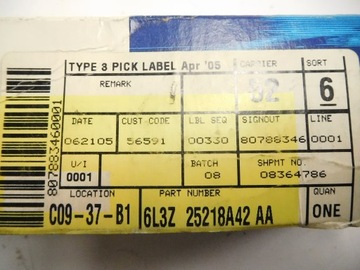 TYPE 3 PICK LABEL Apr '05 CARRIER SORT
REMARK 6
DATE CUST CODE LBL SEQ SIGNOUT LINE
062105 56591 00330 80788346 0001
U/I BATCH SHPMT NO.
0001 08 08364786
LOCATION PART NUMBER QUAN
C09-37-B1 6L3Z 25218A42 AA ONE
807883460001